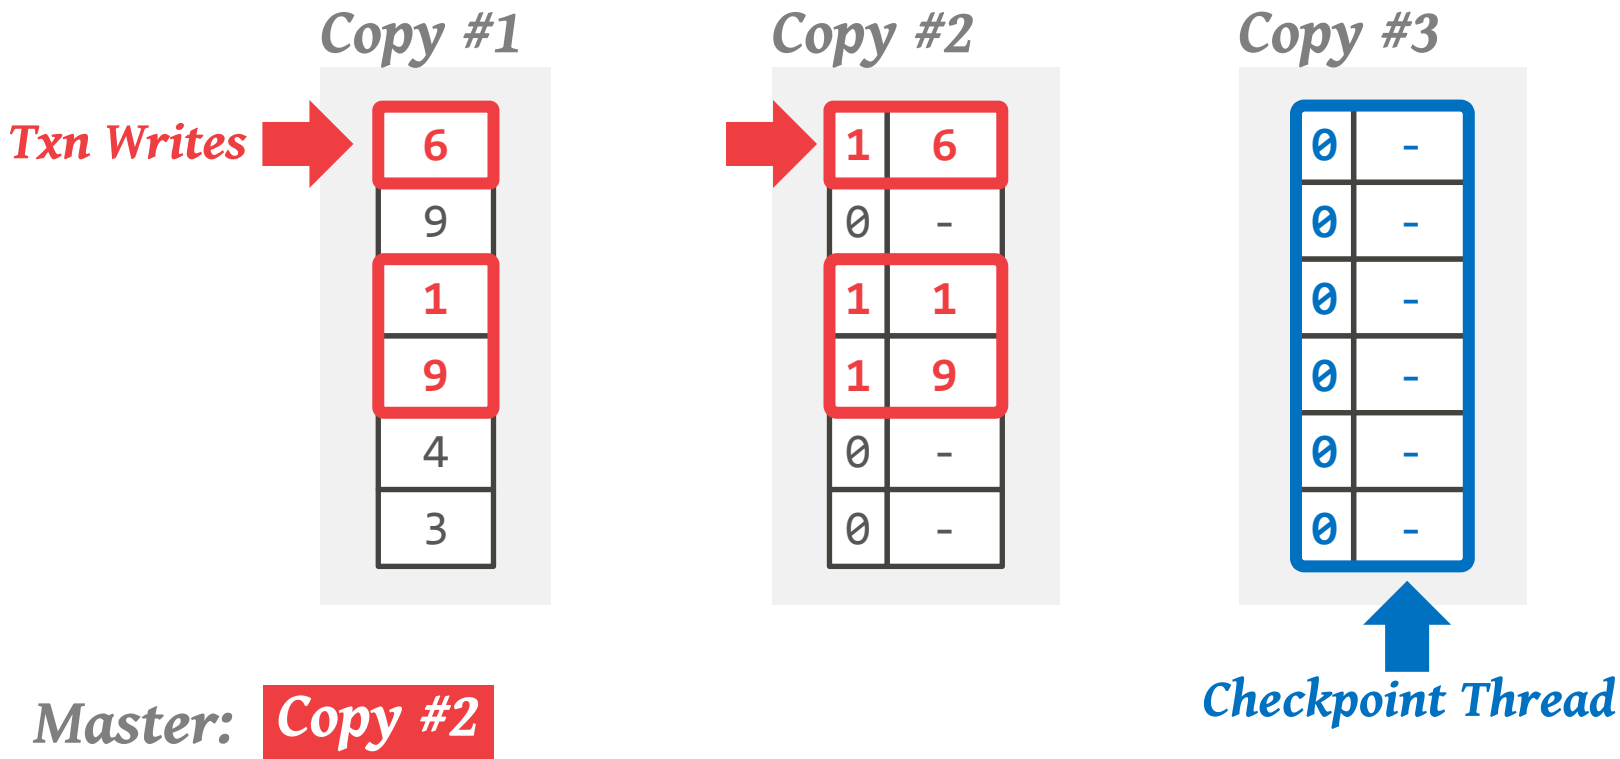 Copy #1 Copy #2 Copy #3
Txn Writes 6 1 6 0 -
9 0 - 0 -
1 1 1 0 -
9 1 9 0 -
4 0 - 0 -
3 0 - 0 -
Checkpoint Thread
Master: Copy #2